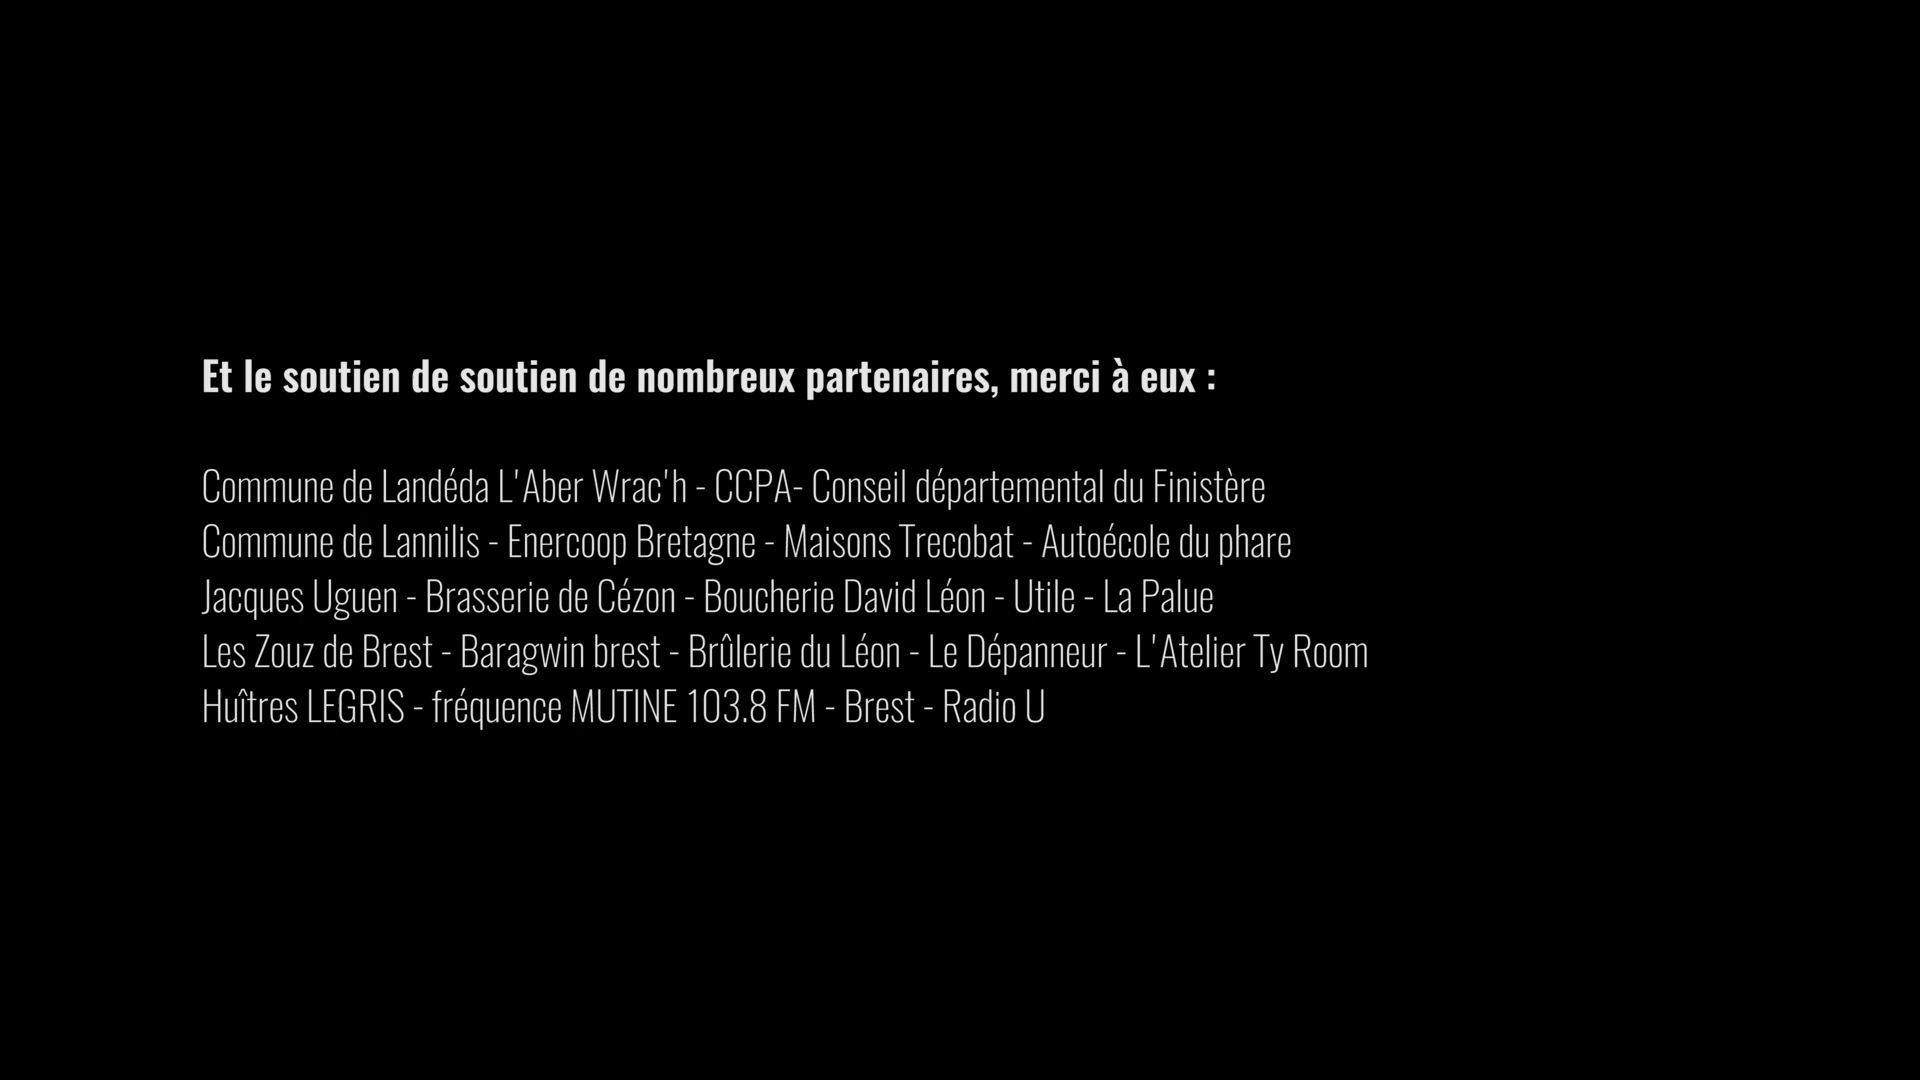 Et le soutien de soutien de nombreux partenaires, merci à eux :
Commune de Landéda L'Aber Wrac'h - CCPA- Conseil départemental du Finistère
Commune de Lannilis - Enercoop Bretagne - Maisons Trecobat - Autoécole du phare
Jacques Uguen - Brasserie de Cézon - Boucherie David Léon - Utile - La Palue
Les Zouz de Brest - Baragwin brest - Brûlerie du Léon - Le Dépanneur - L'Atelier Ty Room
Huîtres LEGRIS - fréquence MUTINE 103.8 FM - Brest - Radio U